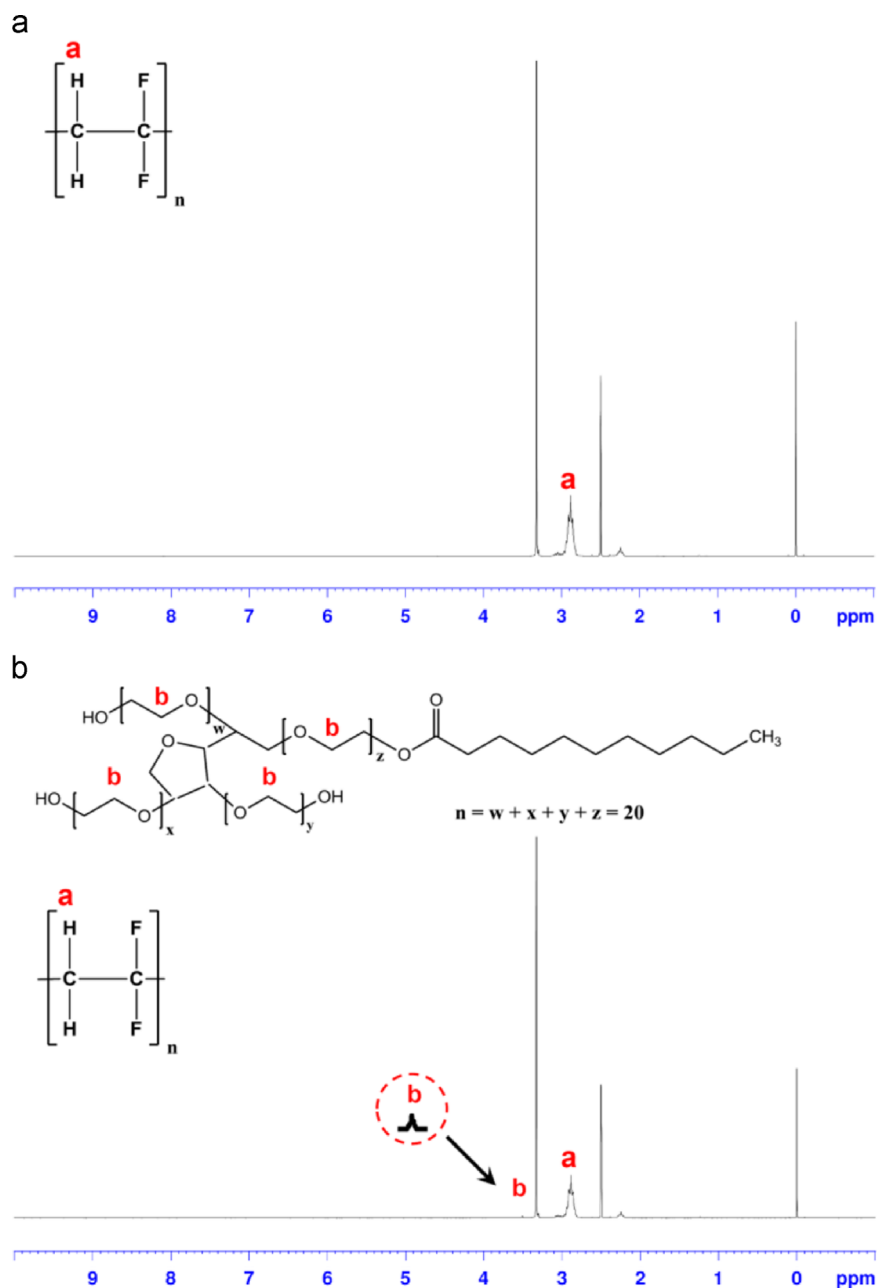 a
a
H F
C C
H F
n
a
9 8 7 6 5 4 3 2 1 0 ppm
b
HO b O w O b z O O CH3
O
b b
HO O x O y OH
n = w + x + y + z = 20
a
H F
C C
H F
n
b
b a
9 8 7 6 5 4 3 2 1 0 ppm